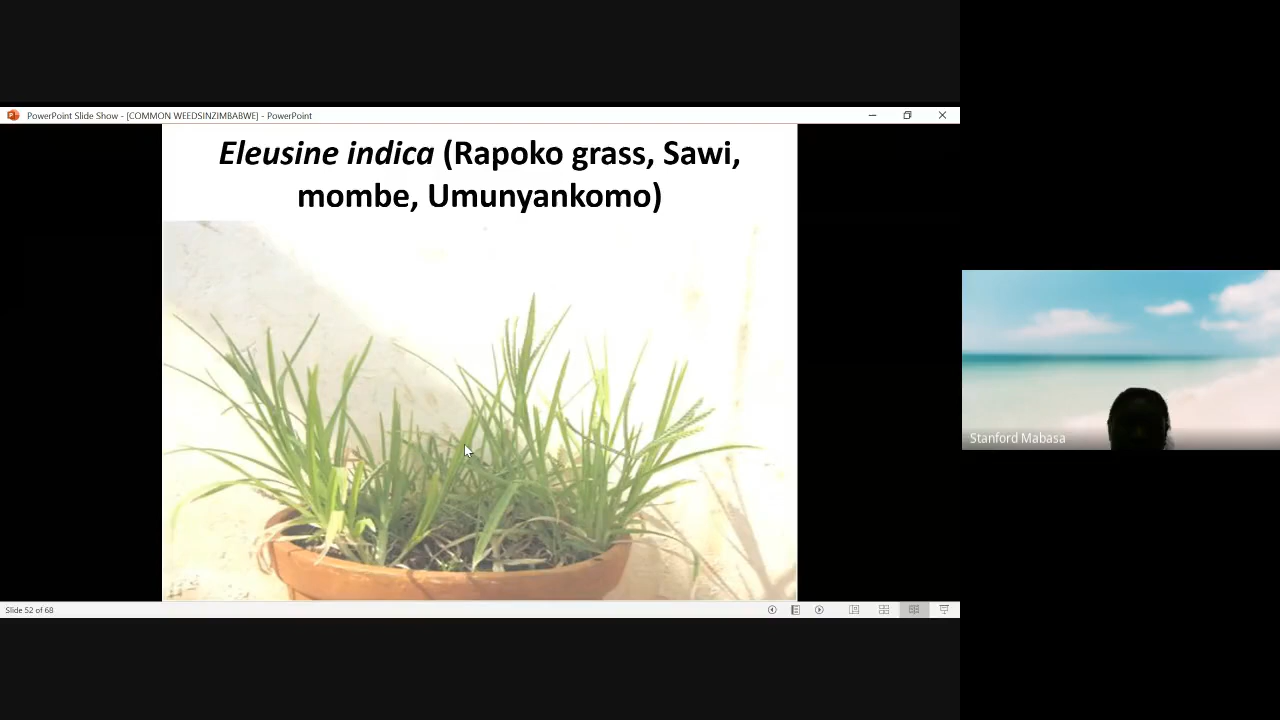 PowerPoint Slide Show - [COMMON WEEDSINZIMBABWE] - PowerPoint
Eleusine indica (Rapoko grass, Sawi,
mombe, Umunyankomo)
Stanford Mabasa
Slide 52 of 68